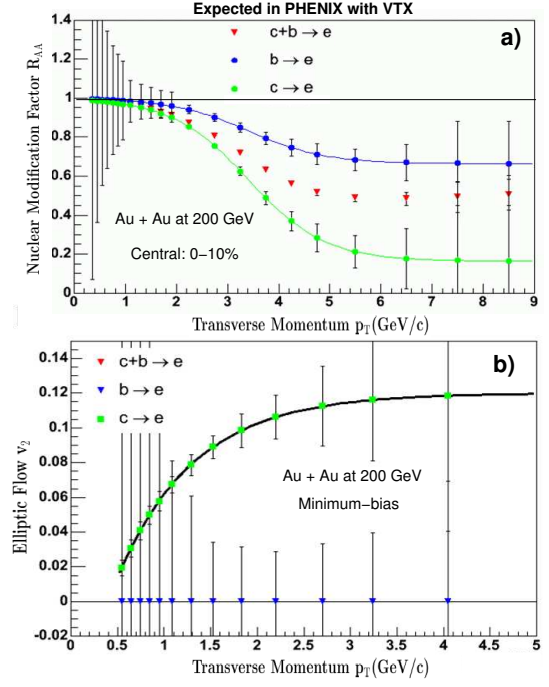 Expected in PHENIX with VTX
a)
c+b → e
b → e
c → e
Nuclear Modification Factor R_AA
1.4
1.2
1
0.8
0.6
0.4
0.2
0
Au + Au at 200 GeV
Central: 0–10%
0 1 2 3 4 5 6 7 8 9
Transverse Momentum p_T(GeV/c)
b)
c+b → e
b → e
c → e
Elliptic Flow v_2
0.14
0.12
0.1
0.08
0.06
0.04
0.02
0
-0.02
Au + Au at 200 GeV
Minimum–bias
0 0.5 1 1.5 2 2.5 3 3.5 4 4.5 5
Transverse Momentum p_T(GeV/c)